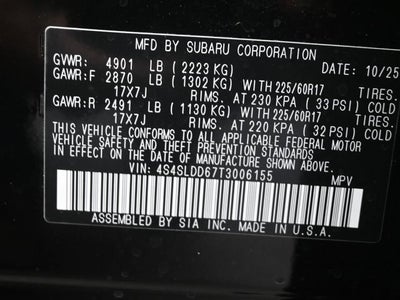 MFD BY SUBARU CORPORATION
GVWR: 4901 LB ( 2223 KG) DATE: 10/25
GAWR:F 2870 LB ( 1302 KG) WITH 225/60R17 TIRES.
17X7J RIMS. AT 230 KPA ( 33 PSI) COLD
GAWR:R 2491 LB ( 1130 KG) WITH 225/60R17 TIRES.
17X7J RIMS. AT 220 KPA ( 32 PSI) COLD
THIS VEHICLE CONFORMS TO ALL APPLICABLE FEDERAL MOTOR
VEHICLE SAFETY AND THEFT PREVENTION STANDARDS
IN EFFECT ON THE DATE OF MANUFACTURE SHOWN ABOVE.
VIN: 4S4SLDD67T3006155 MPV
ASSEMBLED BY SIA INC. MADE IN U.S.A.